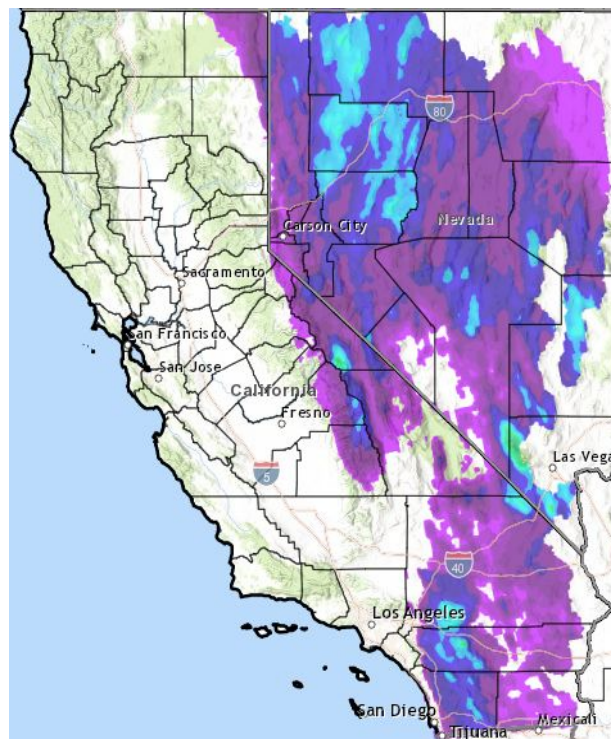 80
Nevada
Carson City
Sacramento
San Francisco
San Jose
California
Fresno
5
Las Vega
40
Los Angeles
San Diego
Mexicali
Tijuana